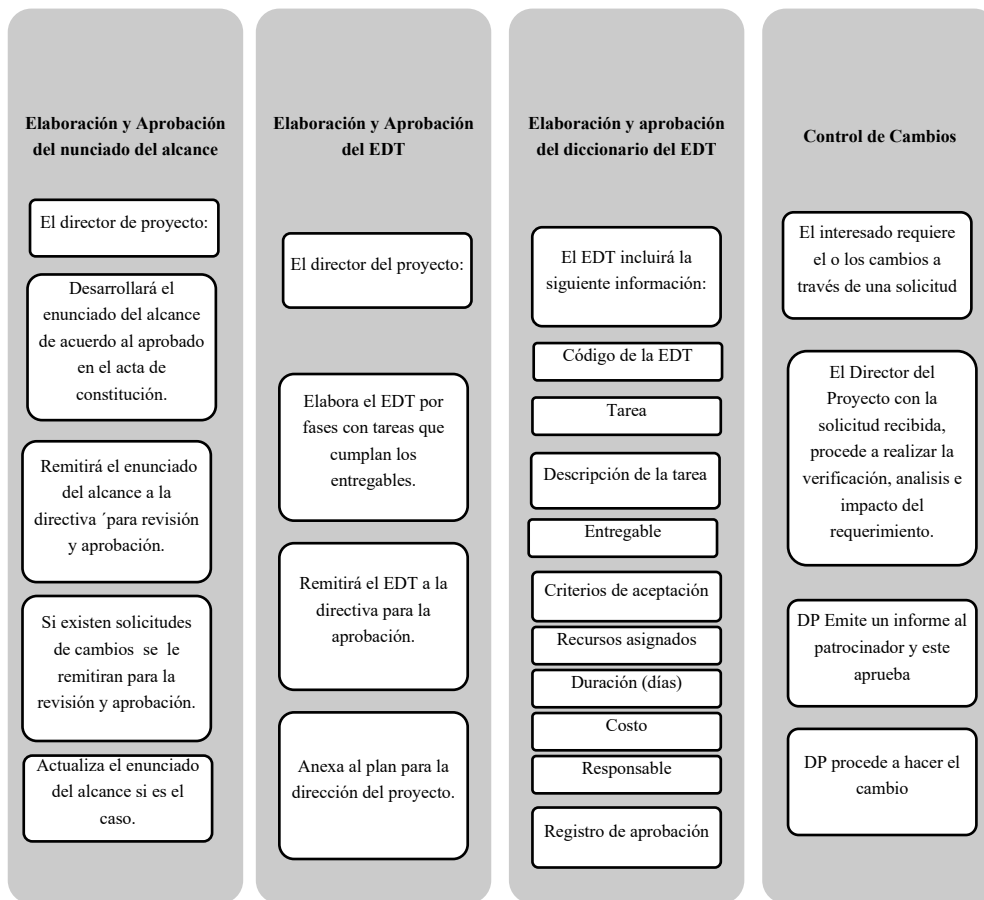 Elaboración y Aprobación
del nunciado del alcance
El director de proyecto:
Desarrollará el
enunciado del alcance
de acuerdo al aprobado
en el acta de
constitución.
Remitirá el enunciado
del alcance a la
directiva ´para revisión
y aprobación.
Si existen solicitudes
de cambios se le
remitiran para la
revisión y aprobación.
Actualiza el enunciado
del alcance si es el
caso.
Elaboración y Aprobación
del EDT
El director del proyecto:
Elabora el EDT por
fases con tareas que
cumplan los
entregables.
Remitirá el EDT a la
directiva para la
aprobación.
Anexa al plan para la
dirección del proyecto.
Elaboración y aprobación
del diccionario del EDT
El EDT incluirá la
siguiente información:
Código de la EDT
Tarea
Descripción de la tarea
Entregable
Criterios de aceptación
Recursos asignados
Duración (días)
Costo
Responsable
Registro de aprobación
Control de Cambios
El interesado requiere
el o los cambios a
través de una solicitud
El Director del
Proyecto con la
solicitud recibida,
procede a realizar la
verificación, analisis e
impacto del
requerimiento.
DP Emite un informe al
patrocinador y este
aprueba
DP procede a hacer el
cambio